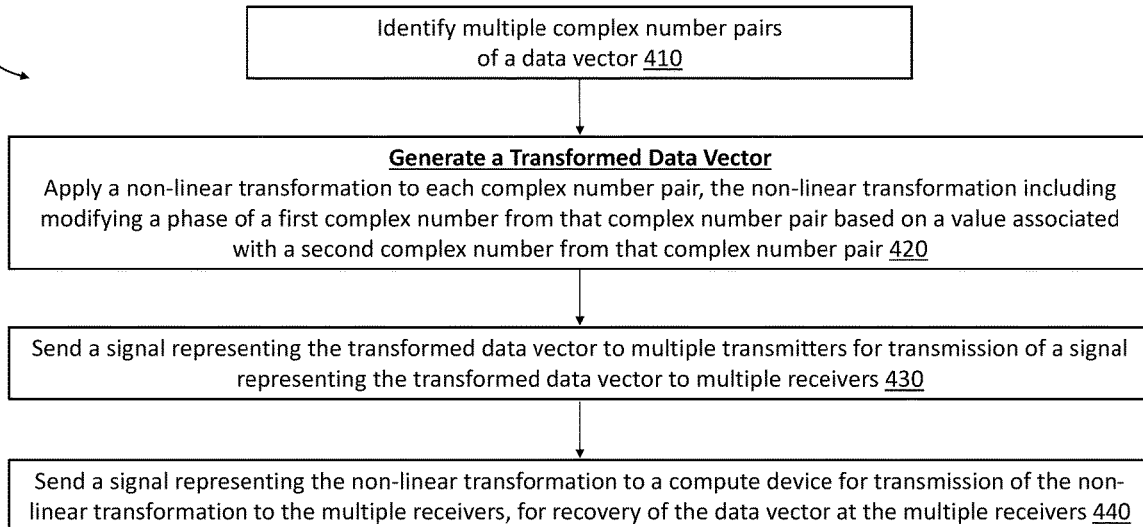 Identify multiple complex number pairs
of a data vector 410
Generate a Transformed Data Vector
Apply a non-linear transformation to each complex number pair, the non-linear transformation including
modifying a phase of a first complex number from that complex number pair based on a value associated
with a second complex number from that complex number pair 420
Send a signal representing the transformed data vector to multiple transmitters for transmission of a signal
representing the transformed data vector to multiple receivers 430
Send a signal representing the non-linear transformation to a compute device for transmission of the non-
linear transformation to the multiple receivers, for recovery of the data vector at the multiple receivers 440